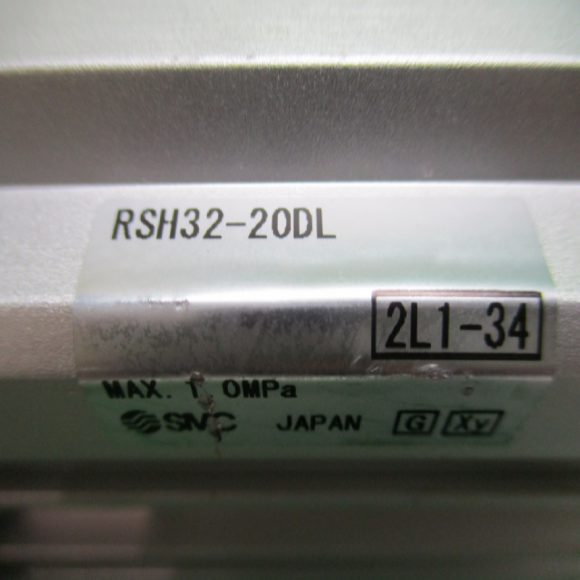 RSH32-20DL
2L1-34
MAX. 1.0MPa
SMC JAPAN G Xy